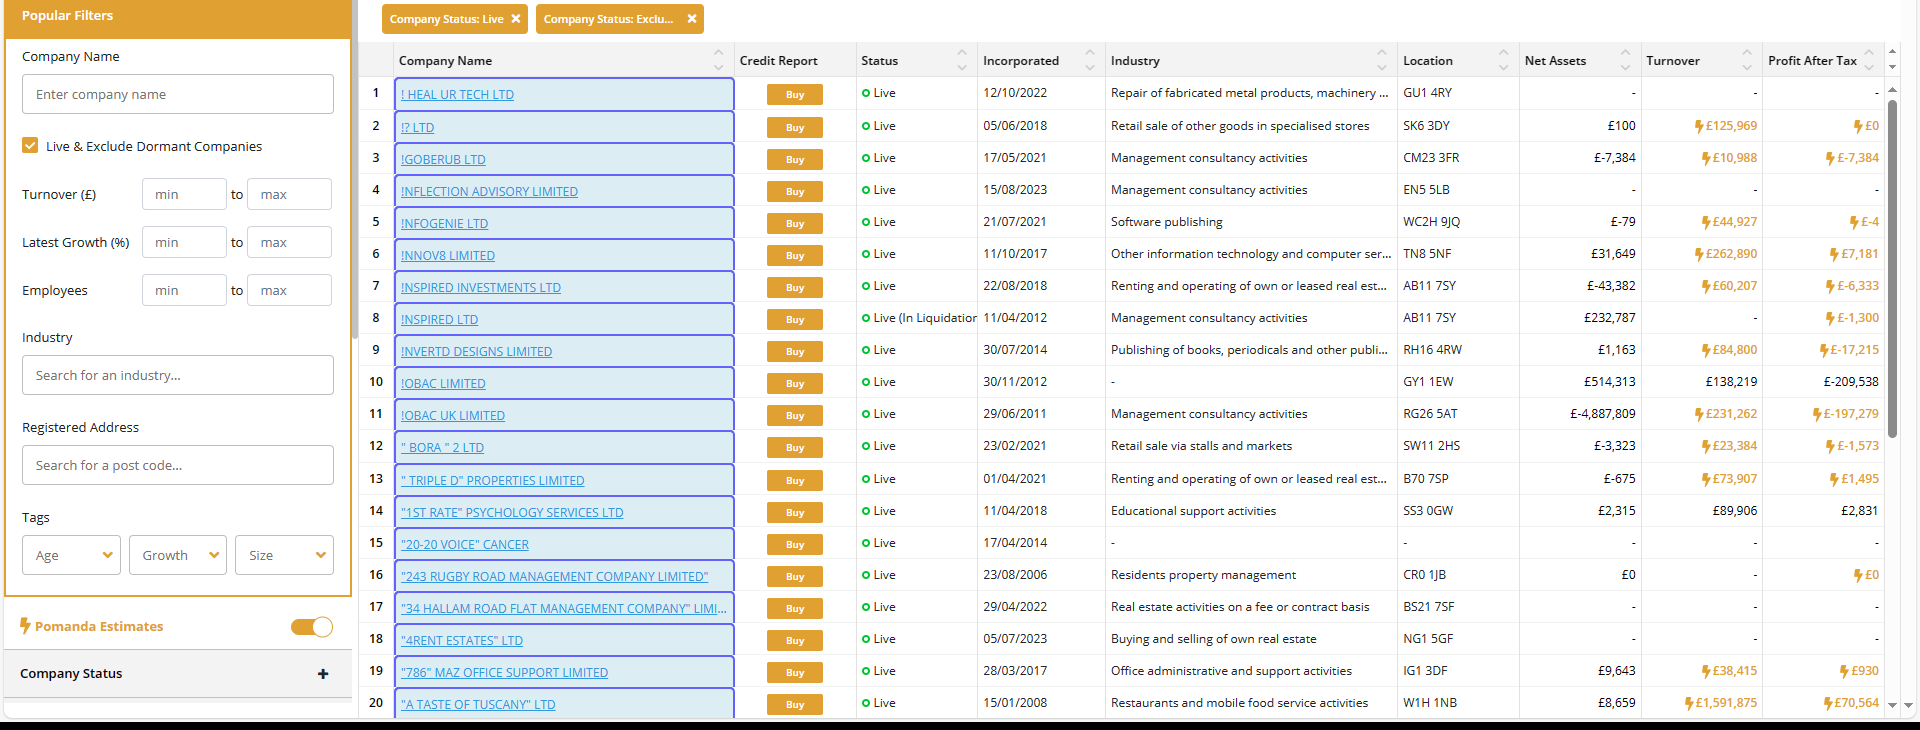 Popular Filters
Company Name
Enter company name
Live & Exclude Dormant Companies
Turnover (£) min to max
Latest Growth (%) min to max
Employees min to max
Industry
Search for an industry...
Registered Address
Search for a post code...
Tags
Age Growth Size
Pomanda Estimates
Company Status +
Company Status: Live × Company Status: Exclu... ×
Company Name Credit Report Status Incorporated Industry Location Net Assets Turnover Profit After Tax
1 ! HEAL UR TECH LTD Buy Live 12/10/2022 Repair of fabricated metal products, machinery ... GU1 4RY - - -
2 !? LTD Buy Live 05/06/2018 Retail sale of other goods in specialised stores SK6 3DY £100 £125,969 £0
3 !GOBERUB LTD Buy Live 17/05/2021 Management consultancy activities CM23 3FR £-7,384 £10,988 £-7,384
4 !NFLECTION ADVISORY LIMITED Buy Live 15/08/2023 Management consultancy activities EN5 5LB - - -
5 !NFOGENIE LTD Buy Live 21/07/2021 Software publishing WC2H 9JQ £-79 £44,927 £-4
6 !NNOV8 LIMITED Buy Live 11/10/2017 Other information technology and computer ser... TN8 5NF £31,649 £262,890 £7,181
7 !NSPIRED INVESTMENTS LTD Buy Live 22/08/2018 Renting and operating of own or leased real est... AB11 7SY £-43,382 £60,207 £-6,333
8 !NSPIRED LTD Buy Live (In Liquidation 11/04/2012 Management consultancy activities AB11 7SY £232,787 - £-1,300
9 !NVERTD DESIGNS LIMITED Buy Live 30/07/2014 Publishing of books, periodicals and other publi... RH16 4RW £1,163 £84,800 £-17,215
10 !OBAC LIMITED Buy Live 30/11/2012 - GY1 1EW £514,313 £138,219 £-209,538
11 !OBAC UK LIMITED Buy Live 29/06/2011 Management consultancy activities RG26 5AT £-4,887,809 £231,262 £-197,279
12 " BORA " 2 LTD Buy Live 23/02/2021 Retail sale via stalls and markets SW11 2HS £-3,323 £23,384 £-1,573
13 " TRIPLE D" PROPERTIES LIMITED Buy Live 01/04/2021 Renting and operating of own or leased real est... B70 7SP £-675 £73,907 £1,495
14 "1ST RATE" PSYCHOLOGY SERVICES LTD Buy Live 11/04/2018 Educational support activities SS3 0GW £2,315 £89,906 £2,831
15 "20-20 VOICE" CANCER Buy Live 17/04/2014 - - - - -
16 "243 RUGBY ROAD MANAGEMENT COMPANY LIMITED" Buy Live 23/08/2006 Residents property management CR0 1JB £0 - £0
17 "34 HALLAM ROAD FLAT MANAGEMENT COMPANY" LIMI... Buy Live 29/04/2022 Real estate activities on a fee or contract basis BS21 7SF - - -
18 "4RENT ESTATES" LTD Buy Live 05/07/2023 Buying and selling of own real estate NG1 5GF - - -
19 "786" MAZ OFFICE SUPPORT LIMITED Buy Live 28/03/2017 Office administrative and support activities IG1 3DF £9,643 £38,415 £930
20 "A TASTE OF TUSCANY" LTD Buy Live 15/01/2008 Restaurants and mobile food service activities W1H 1NB £8,659 £1,591,875 £70,564